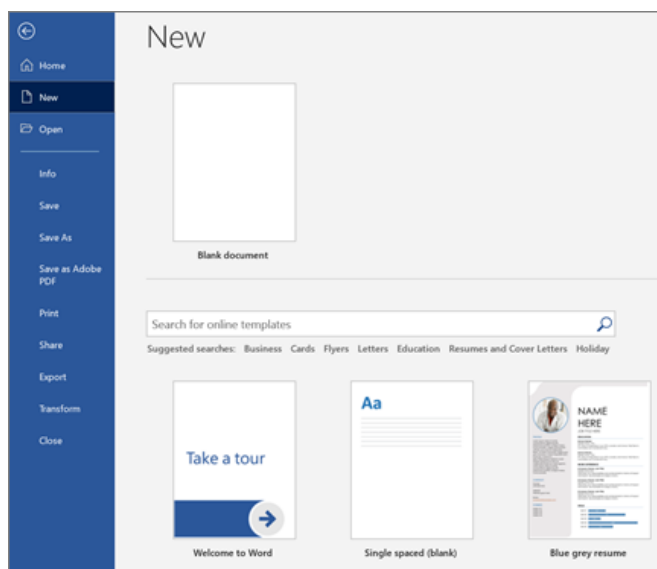 New
Home
New
Open
Info
Save
Save As
Save as Adobe
PDF
Print
Share
Export
Transform
Close
Blank document
Search for online templates
Suggested searches: Business Cards Flyers Letters Education Resumes and Cover Letters Holiday
Take a tour
Welcome to Word
Aa
Single spaced (blank)
NAME
HERE
Blue grey resume